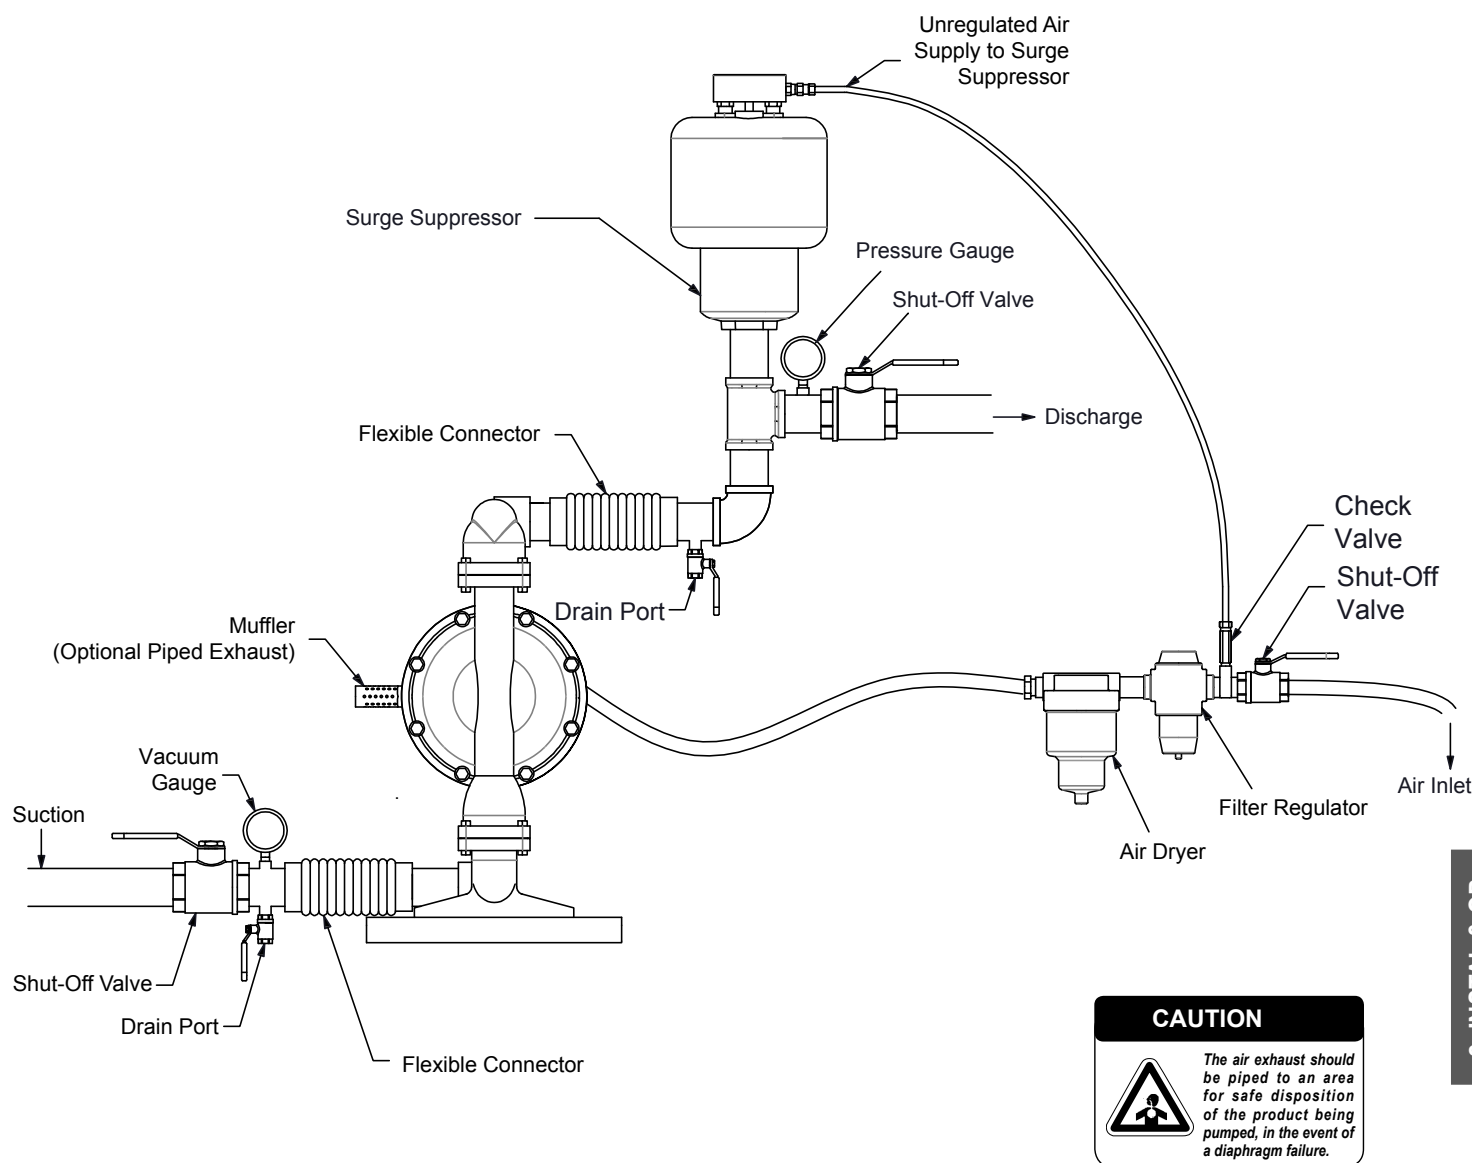 Unregulated Air
Supply to Surge
Suppressor
Surge Suppressor
Pressure Gauge
Shut-Off Valve
Discharge
Flexible Connector
Check
Valve
Shut-Off
Valve
Drain Port
Muffler
(Optional Piped Exhaust)
Vacuum
Gauge
Suction
Air Inlet
Filter Regulator
Air Dryer
Shut-Off Valve
Drain Port
Flexible Connector
CAUTION
The air exhaust should
be piped to an area
for safe disposition
of the product being
pumped, in the event of
a diaphragm failure.